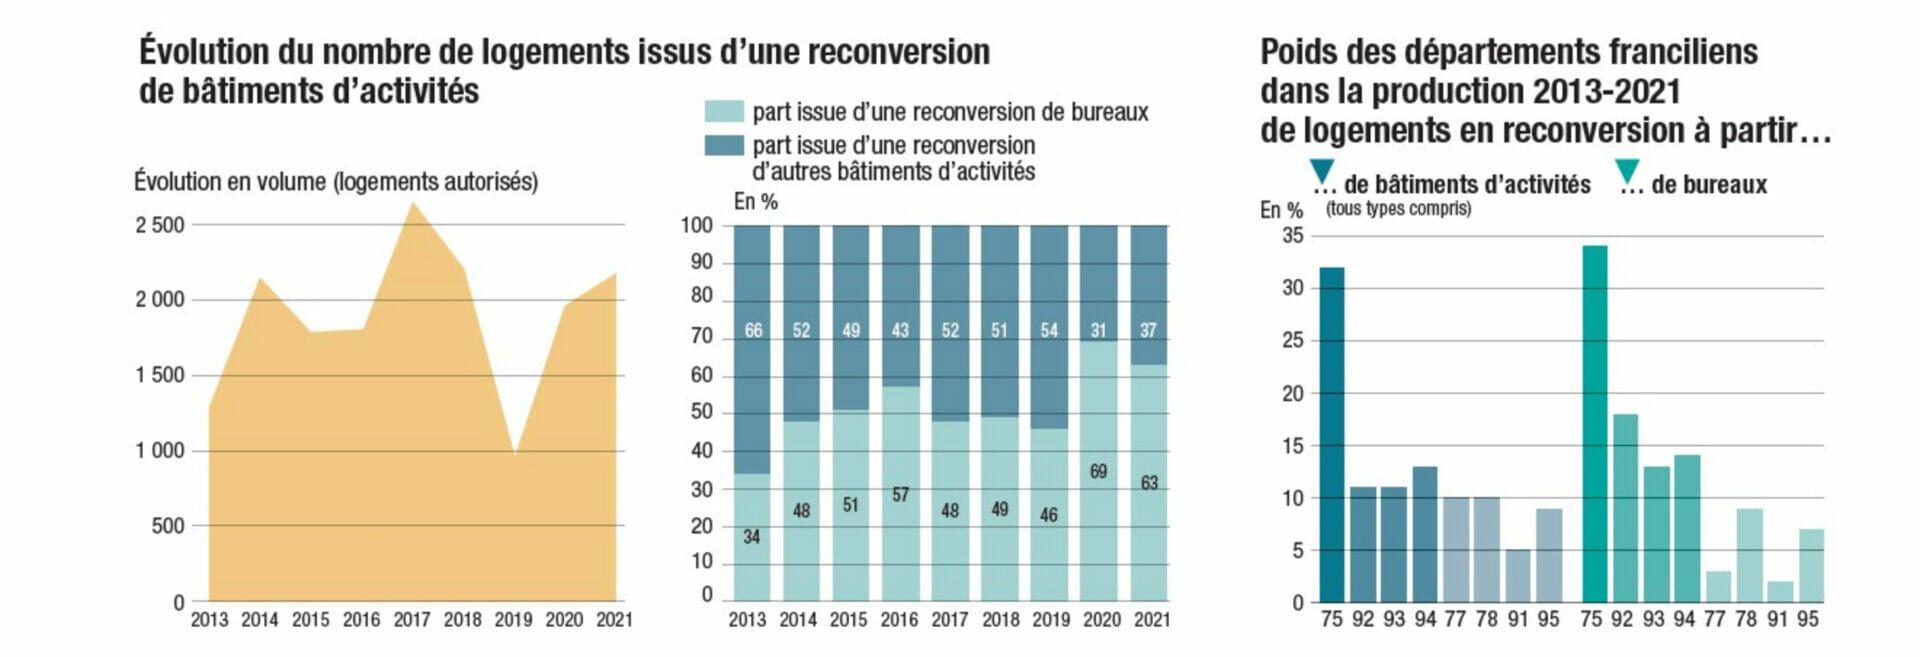 Évolution du nombre de logements issus d’une reconversion
de bâtiments d’activités
Évolution en volume (logements autorisés)
2 500
2 000
1 500
1 000
500
0
2013 2014 2015 2016 2017 2018 2019 2020 2021
part issue d’une reconversion de bureaux
part issue d’une reconversion
d’autres bâtiments d’activités
En %
100
90
80
70
60
50
40
30
20
10
0
66 52 49 43 52 51 54 31 37
34 48 51 57 48 49 46 69 63
2013 2014 2015 2016 2017 2018 2019 2020 2021
Poids des départements franciliens
dans la production 2013-2021
de logements en reconversion à partir…
… de bâtiments d’activités
(tous types compris)
… de bureaux
En %
35
30
25
20
15
10
5
0
75 92 93 94 77 78 91 95
75 92 93 94 77 78 91 95